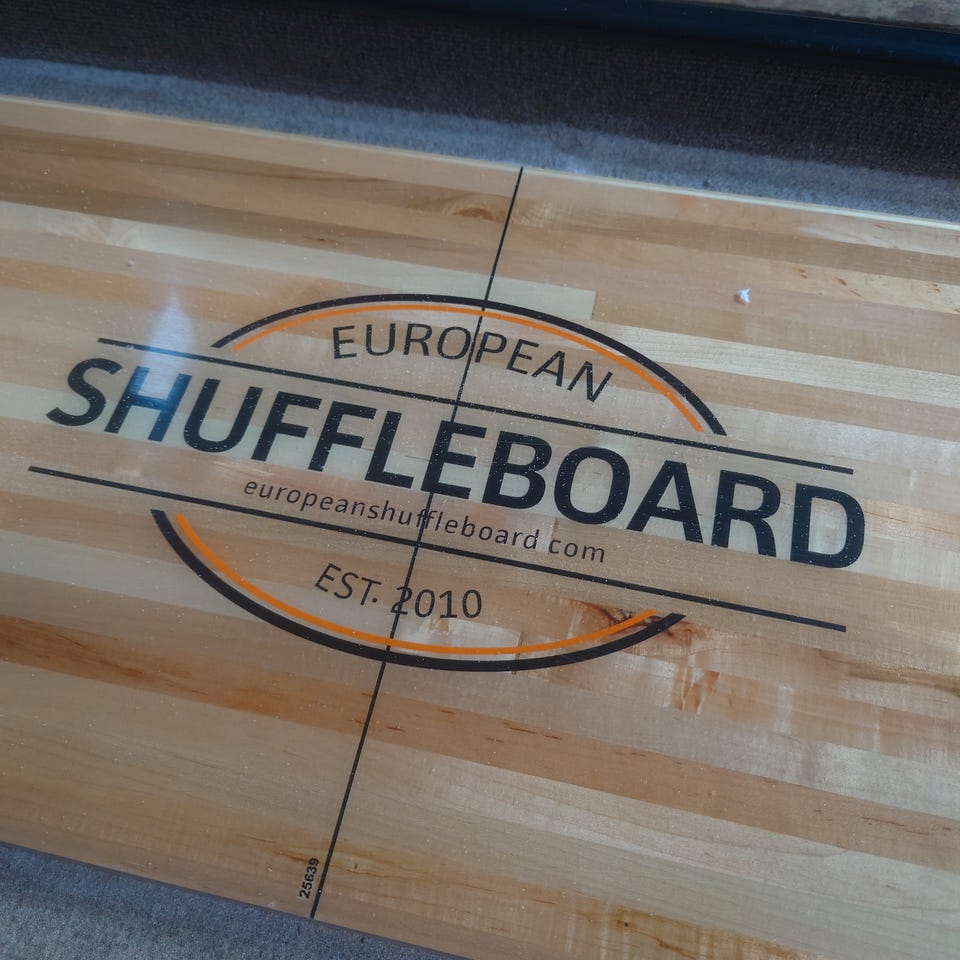 EUROPEAN
SHUFFLEBOARD
europeanshuffleboard.com
EST. 2010
25639